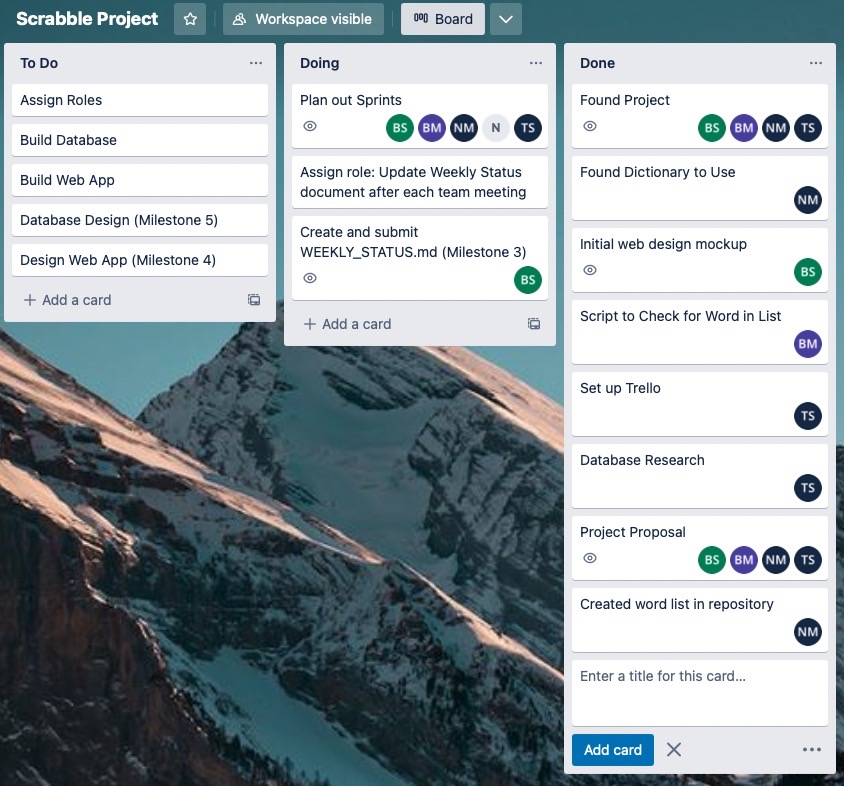 Scrabble Project
Workspace visible
Board
To Do
Assign Roles
Build Database
Build Web App
Database Design (Milestone 5)
Design Web App (Milestone 4)
Add a card
Doing
Plan out Sprints
BS BM NM N TS
Assign role: Update Weekly Status
document after each team meeting
Create and submit
WEEKLY_STATUS.md (Milestone 3)
BS
Add a card
Done
Found Project
BS BM NM TS
Found Dictionary to Use
NM
Initial web design mockup
BS
Script to Check for Word in List
BM
Set up Trello
TS
Database Research
TS
Project Proposal
BS BM NM TS
Created word list in repository
NM
Enter a title for this card...
Add card